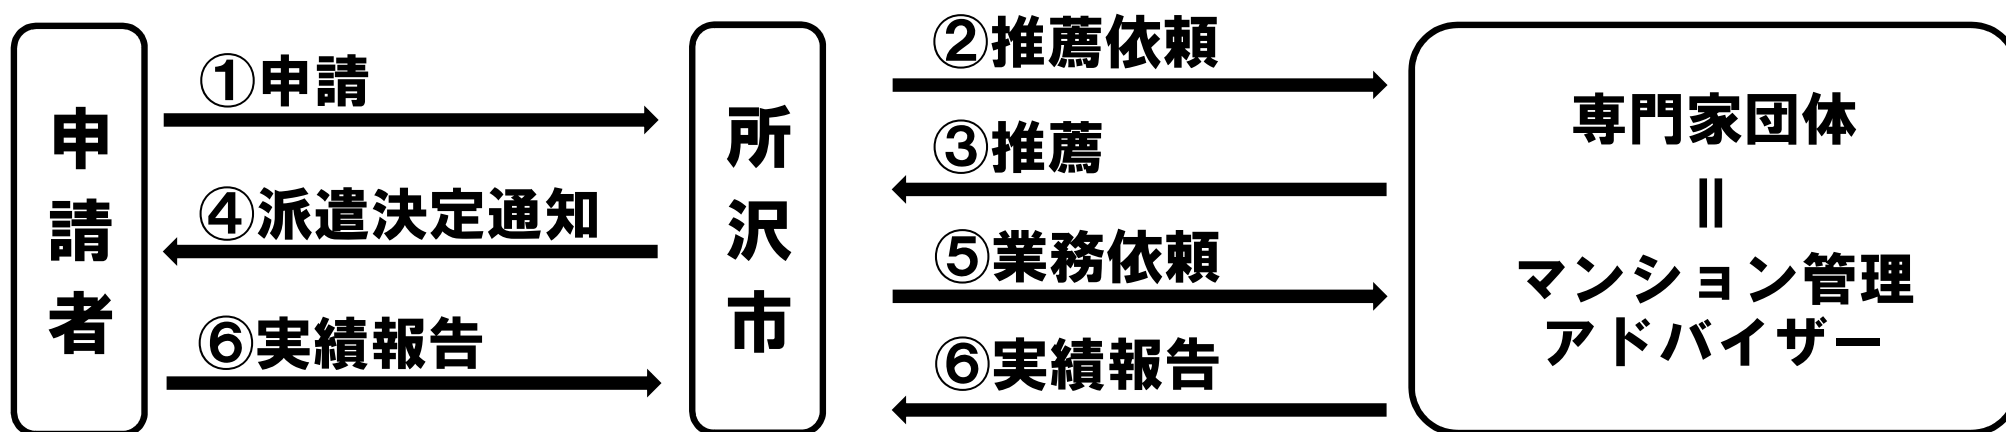 申請者
①申請
④派遣決定通知
⑥実績報告
所沢市
②推薦依頼
③推薦
⑤業務依頼
⑥実績報告
専門家団体
＝
マンション管理
アドバイザー